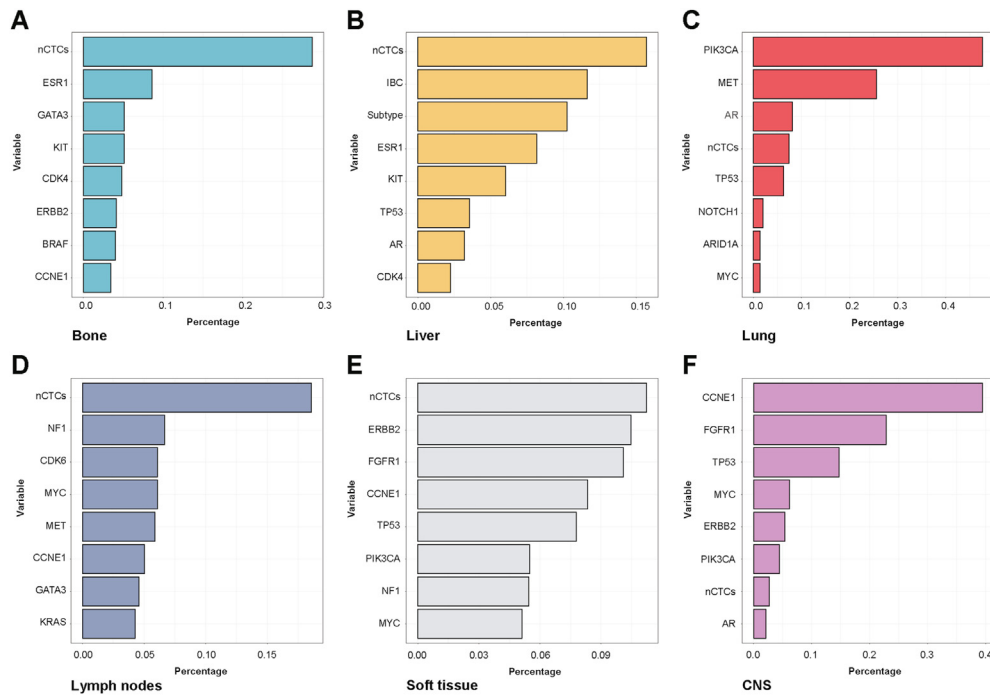 A
nCTCs
ESR1
GATA3
KIT
CDK4
ERBB2
BRAF
CCNE1
Variable
0.0 0.1 0.2 0.3
Percentage
Bone
B
nCTCs
IBC
Subtype
ESR1
KIT
TP53
AR
CDK4
Variable
0.00 0.05 0.10 0.15
Percentage
Liver
C
PIK3CA
MET
AR
nCTCs
TP53
NOTCH1
ARID1A
MYC
Variable
0.0 0.1 0.2 0.3 0.4
Percentage
Lung
D
nCTCs
NF1
CDK6
MYC
MET
CCNE1
GATA3
KRAS
Variable
0.00 0.05 0.10 0.15
Percentage
Lymph nodes
E
nCTCs
ERBB2
FGFR1
CCNE1
TP53
PIK3CA
NF1
MYC
Variable
0.00 0.03 0.06 0.09
Percentage
Soft tissue
F
CCNE1
FGFR1
TP53
MYC
ERBB2
PIK3CA
nCTCs
AR
Variable
0.0 0.1 0.2 0.3 0.4
Percentage
CNS